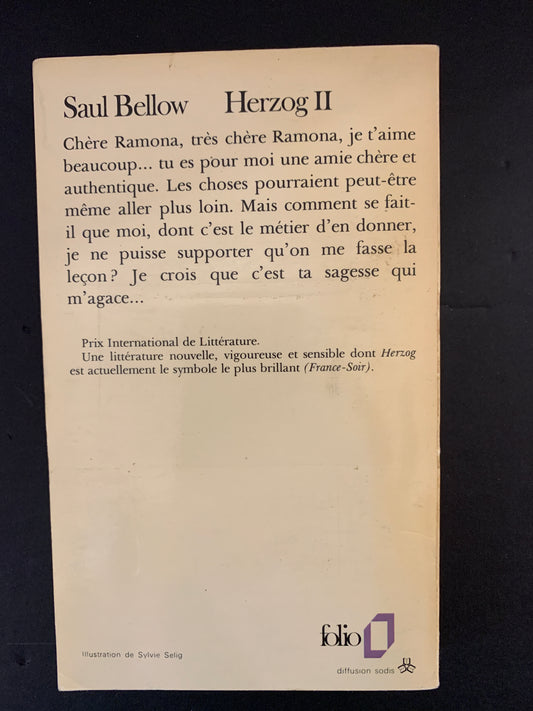 Saul Bellow Herzog II
Chère Ramona, très chère Ramona, je t'aime
beaucoup... tu es pour moi une amie chère et
authentique. Les choses pourraient peut-être
même aller plus loin. Mais comment se fait-
il que moi, dont c'est le métier d'en donner,
je ne puisse supporter qu'on me fasse la
leçon ? Je crois que c'est ta sagesse qui
m'agace...
Prix International de Littérature.
Une littérature nouvelle, vigoureuse et sensible dont Herzog
est actuellement le symbole le plus brillant (France-Soir).
folio
Illustration de Sylvie Selig
diffusion sodis